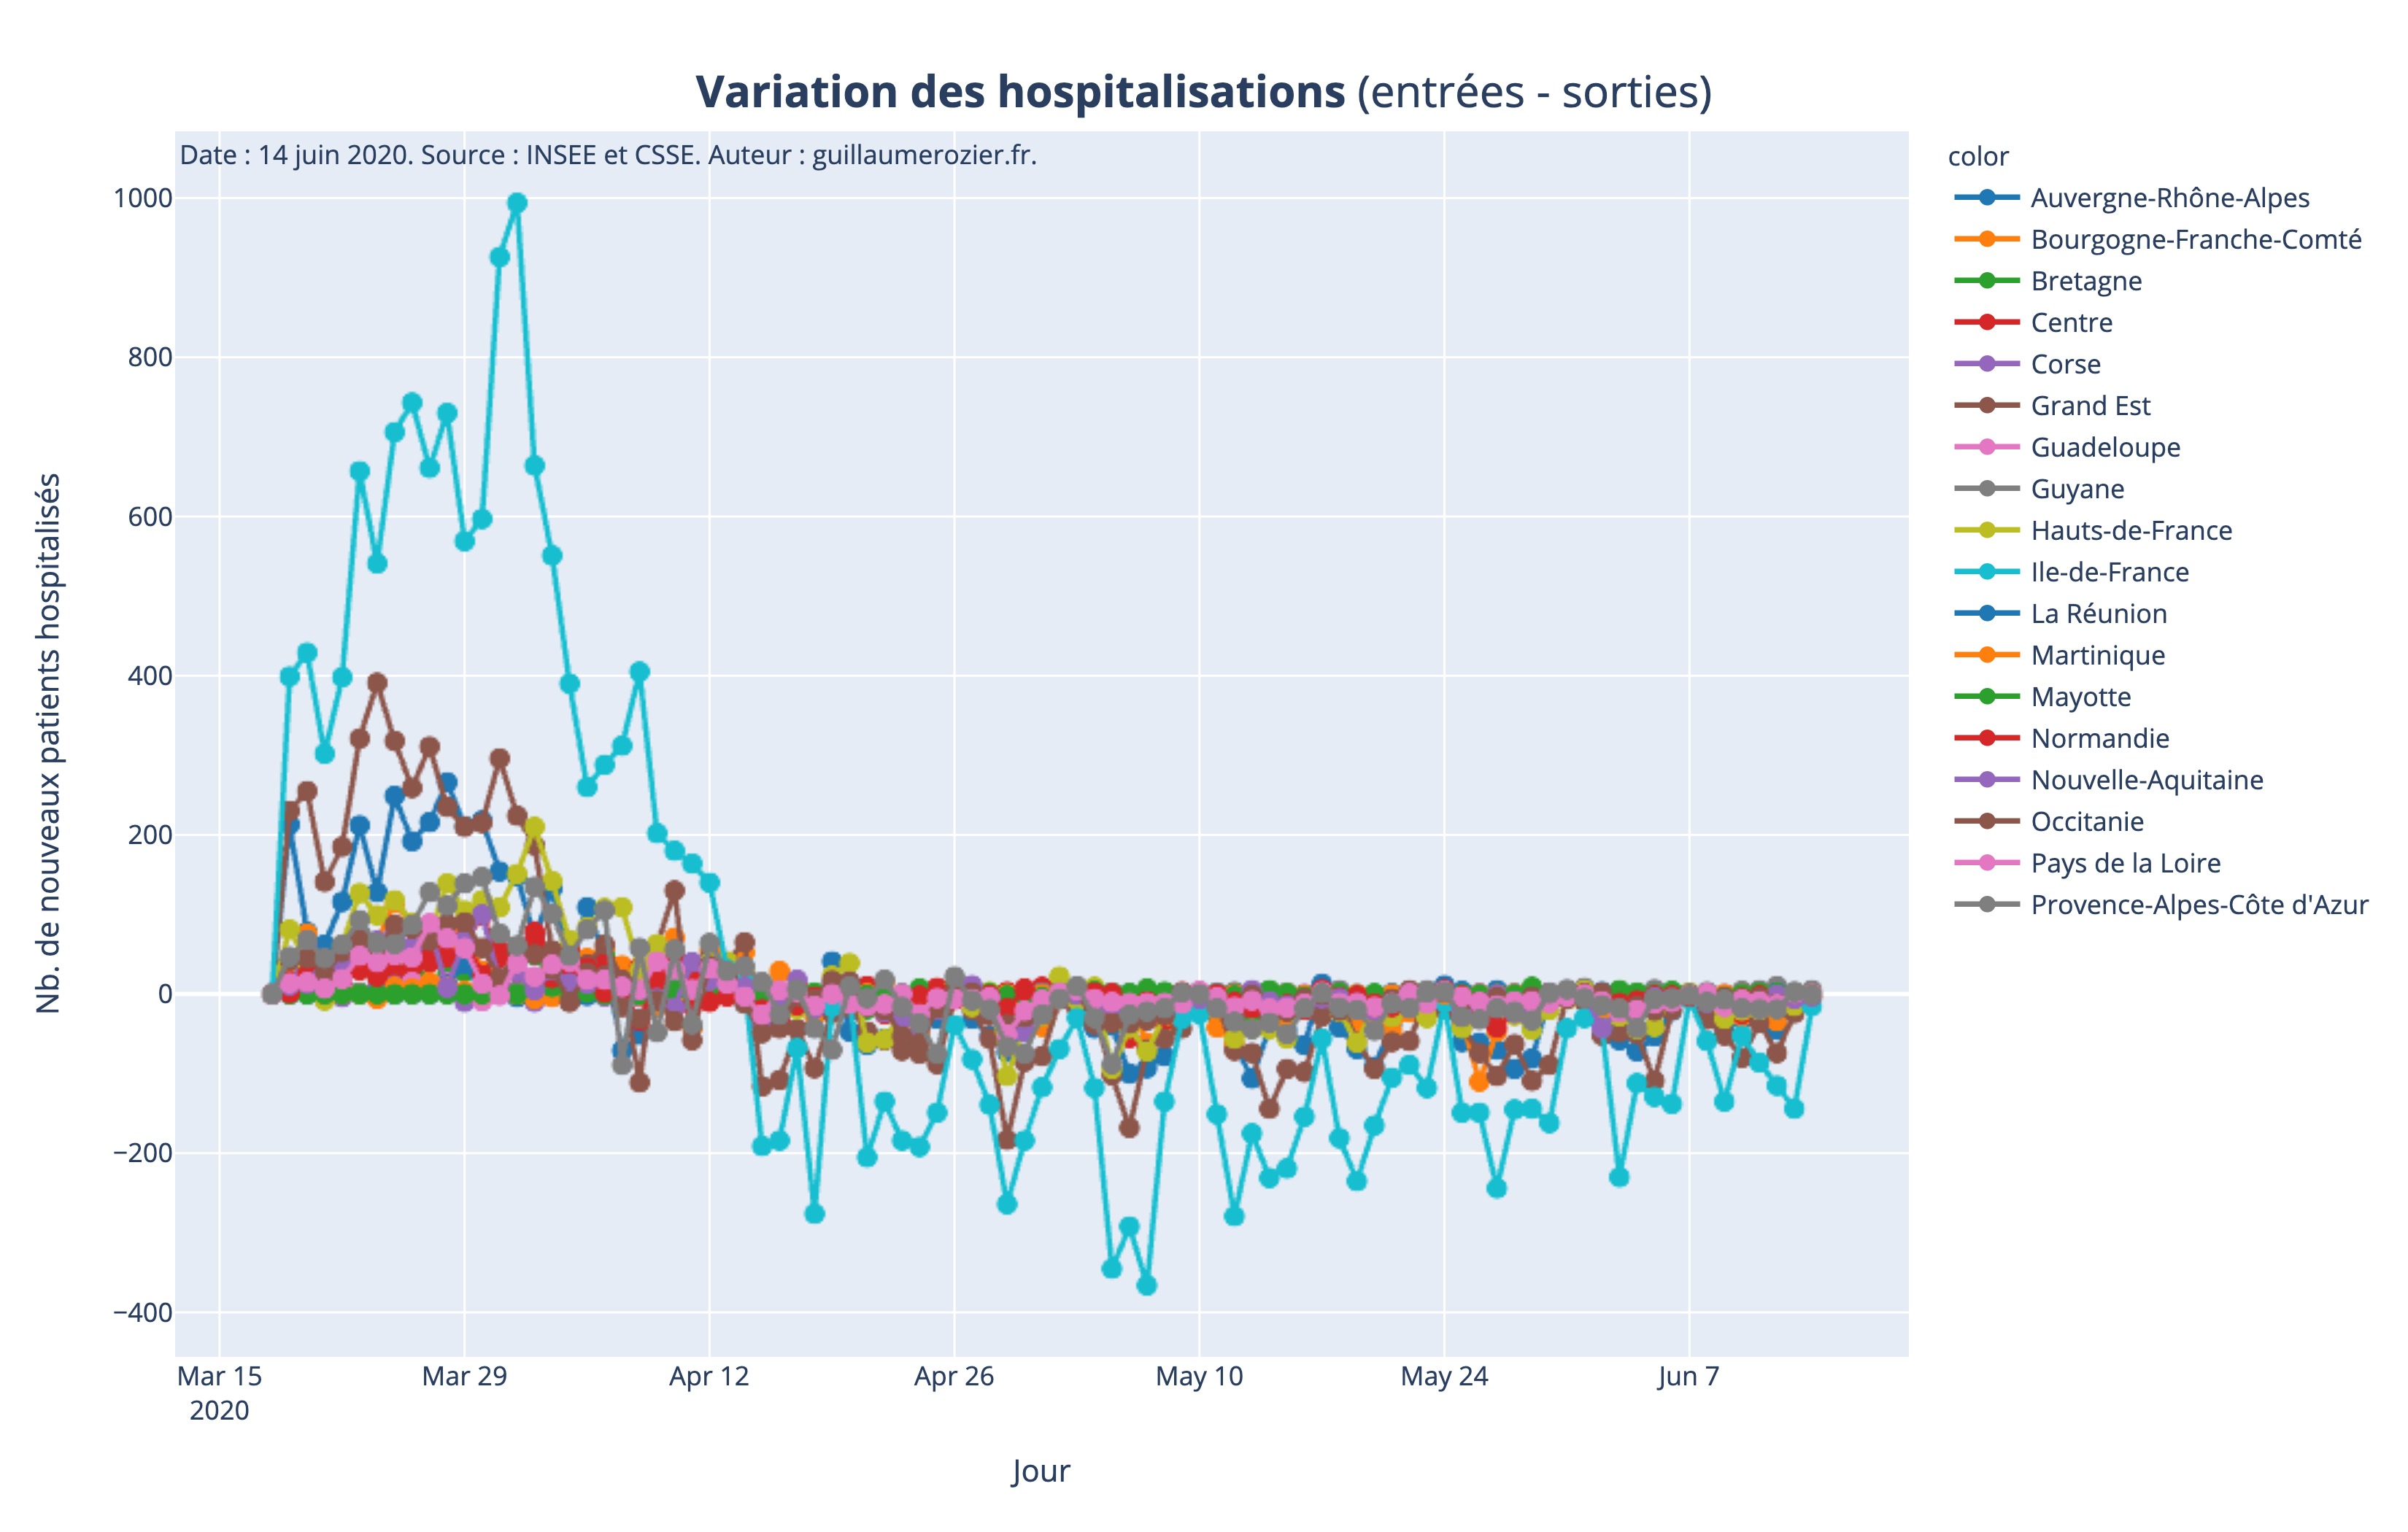 Variation des hospitalisations (entrées - sorties)
Date : 14 juin 2020. Source : INSEE et CSSE. Auteur : guillaumerozier.fr.
Nb. de nouveaux patients hospitalisés
1000
800
600
400
200
0
−200
−400
Mar 15
2020
Mar 29
Apr 12
Apr 26
May 10
May 24
Jun 7
Jour
color
Auvergne-Rhône-Alpes
Bourgogne-Franche-Comté
Bretagne
Centre
Corse
Grand Est
Guadeloupe
Guyane
Hauts-de-France
Ile-de-France
La Réunion
Martinique
Mayotte
Normandie
Nouvelle-Aquitaine
Occitanie
Pays de la Loire
Provence-Alpes-Côte d'Azur